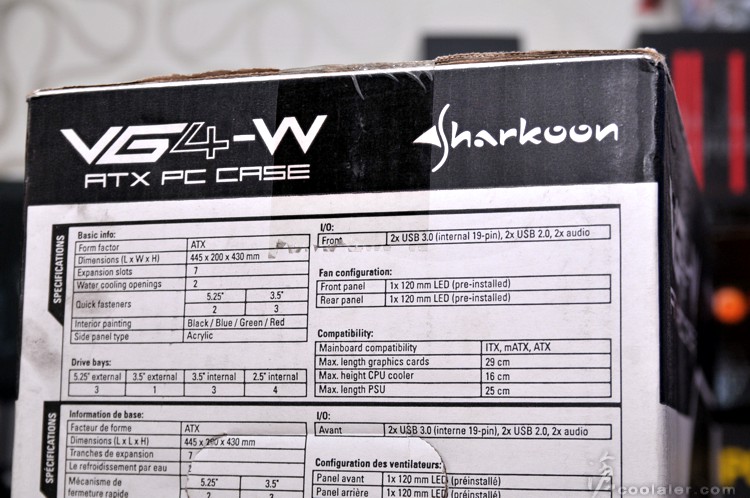 VG4-W
ATX PC CASE
Sharkoon
SPECIFICATIONS
Basic info:
Form factor ATX
Dimensions (L x W x H) 445 x 200 x 430 mm
Expansion slots 7
Water cooling openings 2
Quick fasteners 5.25" 3.5"
2 3
Interior painting Black / Blue / Green / Red
Side panel type Acrylic
Drive bays:
5.25" external 3.5" external 3.5" internal 2.5" internal
3 1 3 4
I/O:
Front 2x USB 3.0 (internal 19-pin), 2x USB 2.0, 2x audio
Fan configuration:
Front panel 1x 120 mm LED (pre-installed)
Rear panel 1x 120 mm LED (pre-installed)
Compatibility:
Mainboard compatibility ITX, mATX, ATX
Max. length graphics cards 29 cm
Max. height CPU cooler 16 cm
Max. length PSU 25 cm
SPÉCIFICATIONS
Information de base:
Facteur de forme ATX
Dimensions (L x L x H) 445 x 200 x 430 mm
Tranches d'expansion 7
Le refroidissement par eau 2
Mécanisme de fermeture rapide 5.25" 3.5"
2 3
I/O:
Avant 2x USB 3.0 (interne 19-pin), 2x USB 2.0, 2x audio
Configuration des ventilateurs:
Panel avant 1x 120 mm LED (préinstallé)
Panel arrière 1x 120 mm LED (préinstallé)
coolaler.com